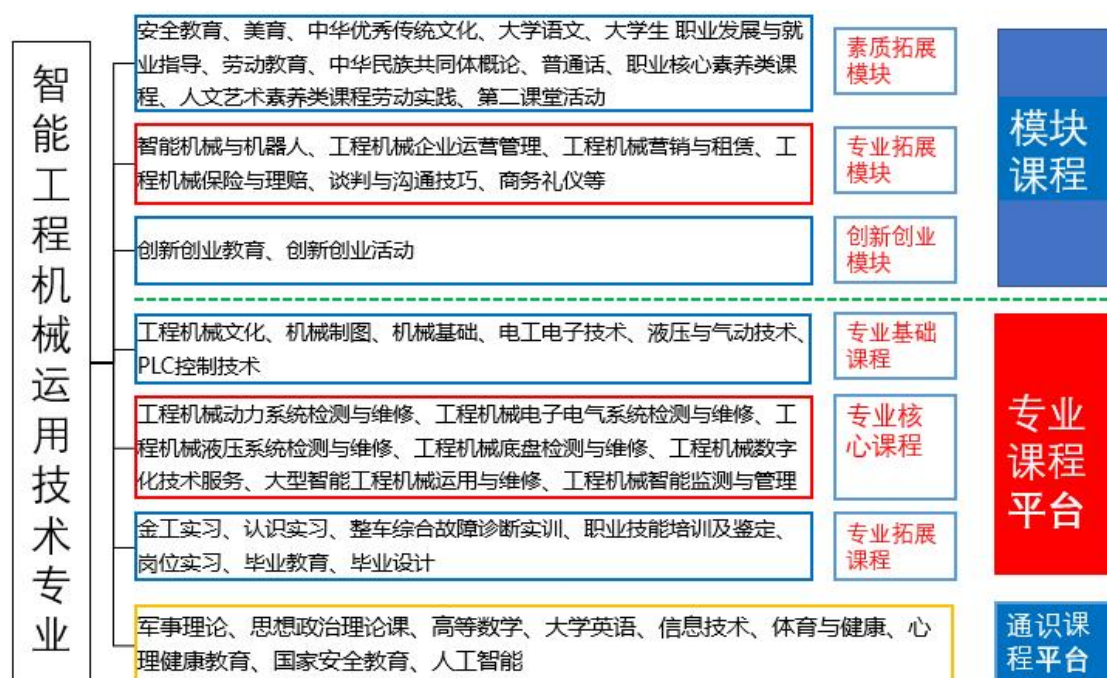 智能工程机械运用技术专业
安全教育、美育、中华优秀传统文化、大学语文、大学生 职业发展与就
业指导、劳动教育、中华民族共同体概论、普通话、职业核心素养类课
程、人文艺术素养类课程劳动实践、第二课堂活动
素质拓展
模块
智能机械与机器人、工程机械企业运营管理、工程机械营销与租赁、工
程机械保险与理赔、谈判与沟通技巧、商务礼仪等
专业拓展
模块
创新创业教育、创新创业活动
创新创业
模块
模块
课程
工程机械文化、机械制图、机械基础、电工电子技术、液压与气动技术、
PLC控制技术
专业基础
课程
工程机械动力系统检测与维修、工程机械电子电气系统检测与维修、工
程机械液压系统检测与维修、工程机械底盘检测与维修、工程机械数字
化技术服务、大型智能工程机械运用与维修、工程机械智能监测与管理
专业核
心课程
金工实习、认识实习、整车综合故障诊断实训、职业技能培训及鉴定、
岗位实习、毕业教育、毕业设计
专业拓展
课程
专业
课程
平台
军事理论、思想政治理论课、高等数学、大学英语、信息技术、体育与健康、心
理健康教育、国家安全教育、人工智能
通识课
程平台